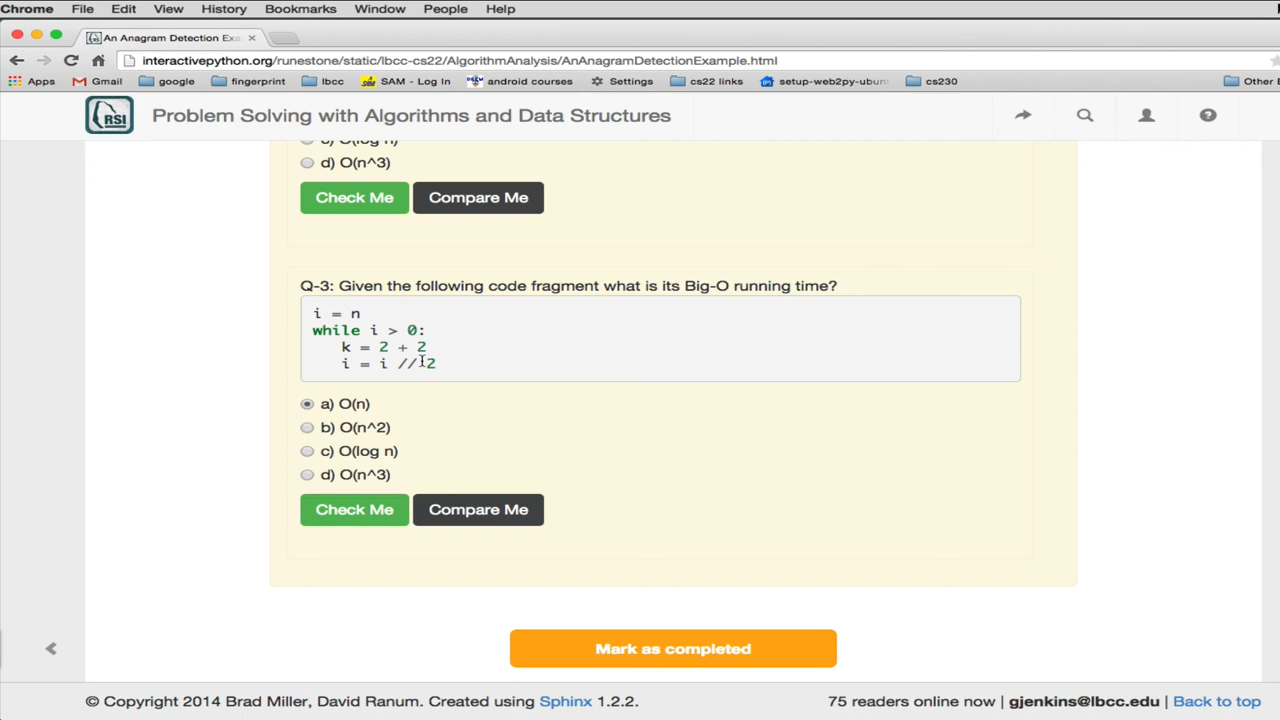 Chrome File Edit View History Bookmarks Window People Help
An Anagram Detection Exa
interactivepython.org/runestone/static/lbcc-cs22/AlgorithmAnalysis/AnAnagramDetectionExample.html
Apps Gmail google fingerprint lbcc SAM - Log In android courses Settings cs22 links setup-web2py-ubun cs230 Other
RSI Problem Solving with Algorithms and Data Structures
d) O(n^3)
Check Me Compare Me
Q-3: Given the following code fragment what is its Big-O running time?
i = n
while i > 0:
k = 2 + 2
i = i // 2
a) O(n)
b) O(n^2)
c) O(log n)
d) O(n^3)
Check Me Compare Me
Mark as completed
© Copyright 2014 Brad Miller, David Ranum. Created using Sphinx 1.2.2. 75 readers online now | gjenkins@lbcc.edu | Back to top